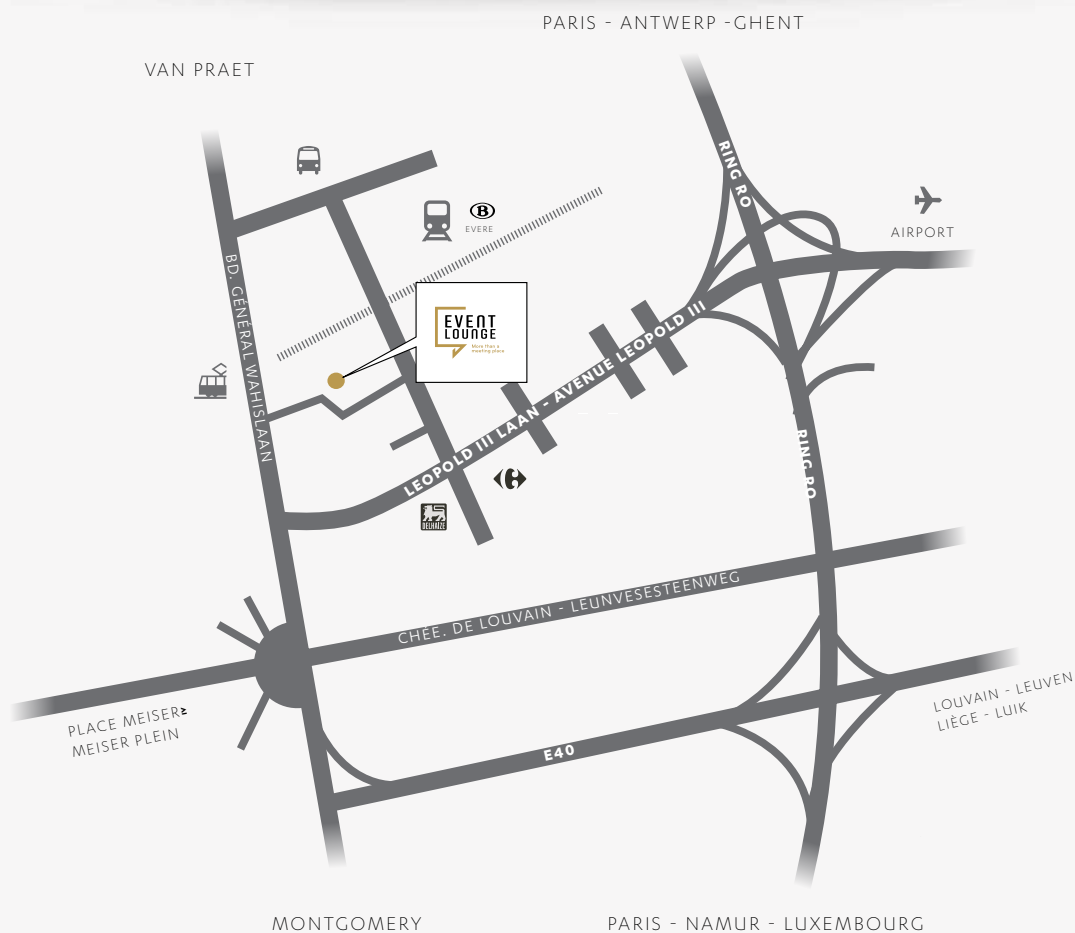 PARIS - ANTWERP -GHENT
VAN PRAET
RING RO
B
EVERE
AIRPORT
BD. GÉNÉRAL WAHISLAAN
EVENT
LOUNGE
More than a
meeting place
LEOPOLD III LAAN - AVENUE LEOPOLD III
RING RO
DELHAIZE
CHÉE. DE LOUVAIN - LEUNVESESTEENWEG
PLACE MEISER
MEISER PLEIN
E40
LOUVAIN - LEUVEN
LIÈGE - LUIK
MONTGOMERY
PARIS - NAMUR - LUXEMBOURG